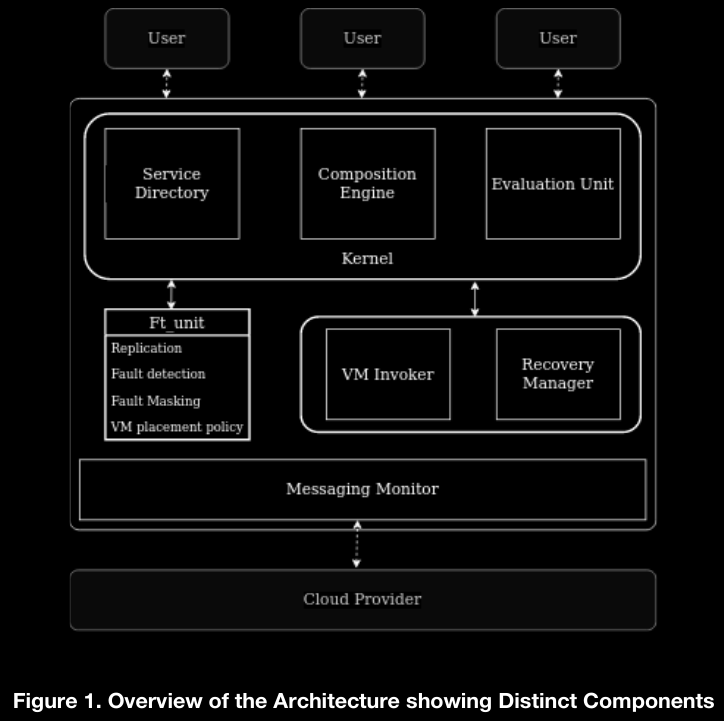 User
User
User
Service
Directory
Composition
Engine
Evaluation Unit
Kernel
Ft_unit
Replication
Fault detection
Fault Masking
VM placement policy
VM Invoker
Recovery
Manager
Messaging Monitor
Cloud Provider
Figure 1. Overview of the Architecture showing Distinct Components